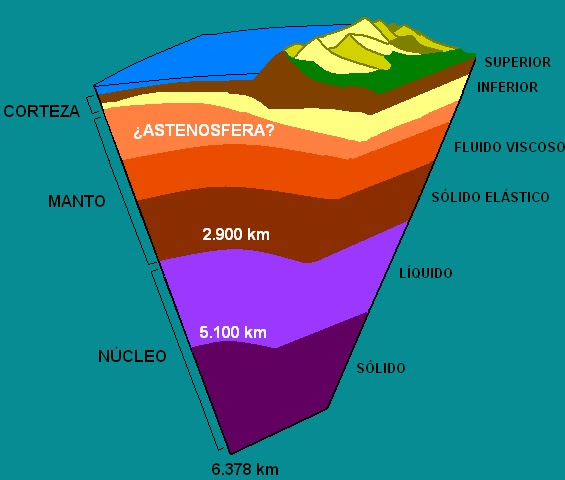 SUPERIOR
INFERIOR
CORTEZA
¿ASTENOSFERA?
FLUIDO VISCOSO
MANTO
SÓLIDO ELÁSTICO
2.900 km
LÍQUIDO
5.100 km
NÚCLEO
SÓLIDO
6.378 km